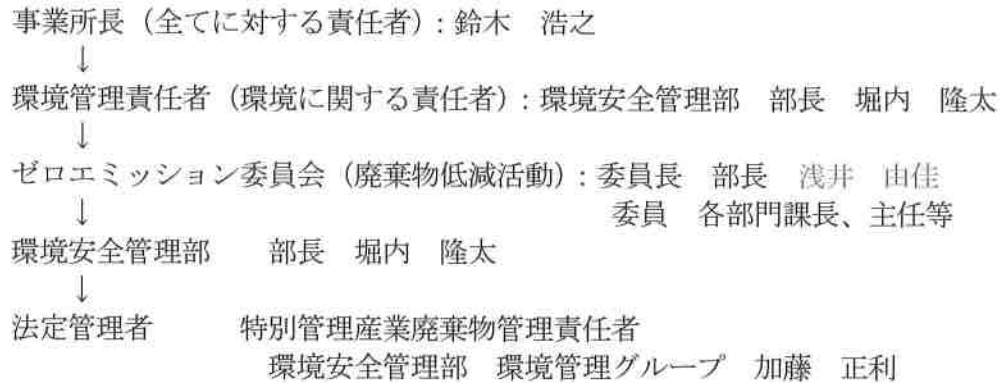 事業所長（全てに対する責任者）：鈴木　浩之
↓
環境管理責任者（環境に関する責任者）：環境安全管理部　部長　堀内　隆太
↓
ゼロエミッション委員会（廃棄物低減活動）：委員長　部長　浅井　由佳
↓　委員　各部門課長、主任等
環境安全管理部　部長　堀内　隆太
↓
法定管理者　特別管理産業廃棄物管理責任者
環境安全管理部　環境管理グループ　加藤　正利